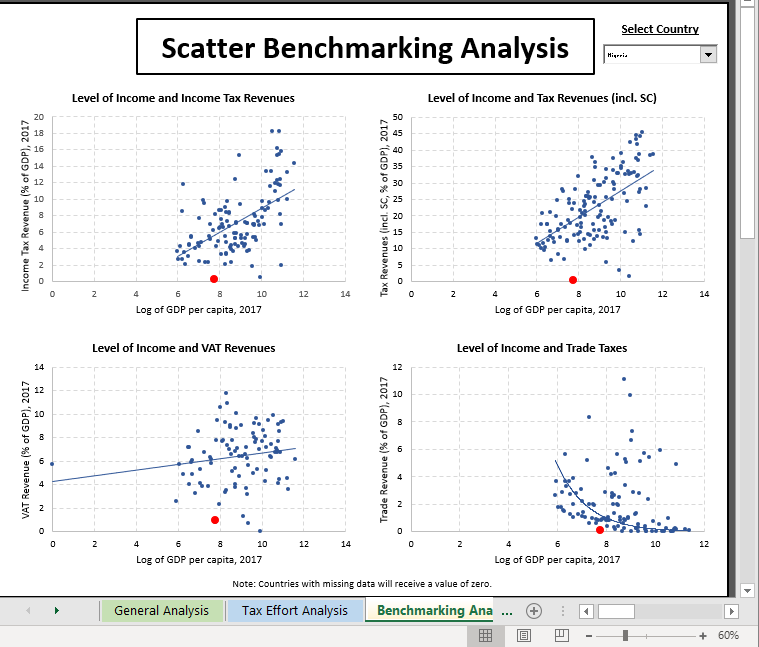 Scatter Benchmarking Analysis
Select Country
Nigeria
Level of Income and Income Tax Revenues
Income Tax Revenue (% of GDP), 2017
20
18
16
14
12
10
8
6
4
2
0
0 2 4 6 8 10 12 14
Log of GDP per capita, 2017
Level of Income and Tax Revenues (incl. SC)
Tax Revenues (incl. SC, % of GDP), 2017
50
45
40
35
30
25
20
15
10
5
0
0 2 4 6 8 10 12 14
Log of GDP per capita, 2017
Level of Income and VAT Revenues
VAT Revenue (% of GDP), 2017
14
12
10
8
6
4
2
0
0 2 4 6 8 10 12 14
Log of GDP per capita, 2017
Level of Income and Trade Taxes
Trade Revenue (% of GDP), 2017
12
10
8
6
4
2
0
0 2 4 6 8 10 12
Log of GDP per capita, 2017
Note: Countries with missing data will receive a value of zero.
General Analysis Tax Effort Analysis Benchmarking Ana ...
60%